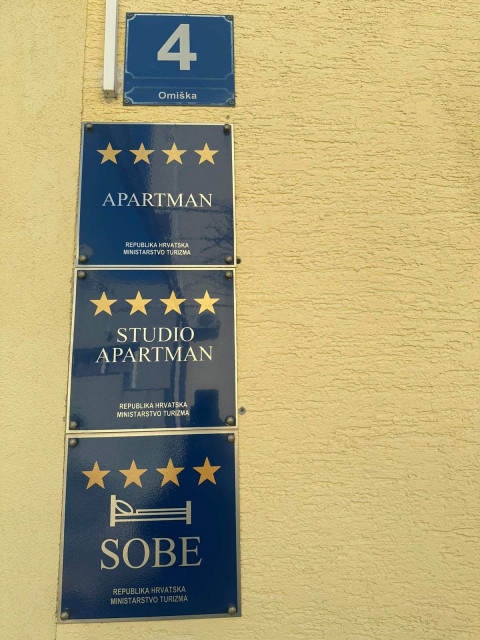 4
Omiška
APARTMAN
REPUBLIKA HRVATSKA
MINISTARSTVO TURIZMA
STUDIO
APARTMAN
REPUBLIKA HRVATSKA
MINISTARSTVO TURIZMA
SOBE
REPUBLIKA HRVATSKA
MINISTARSTVO TURIZMA